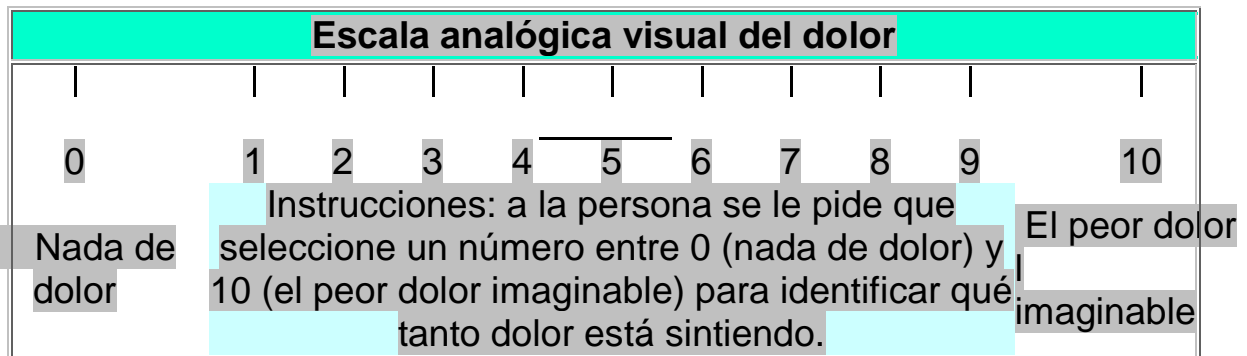 Escala analógica visual del dolor
0 1 2 3 4 5 6 7 8 9 10
Nada de
dolor
Instrucciones: a la persona se le pide que
seleccione un número entre 0 (nada de dolor) y
10 (el peor dolor imaginable) para identificar qué
tanto dolor está sintiendo.
El peor dolor
imaginable